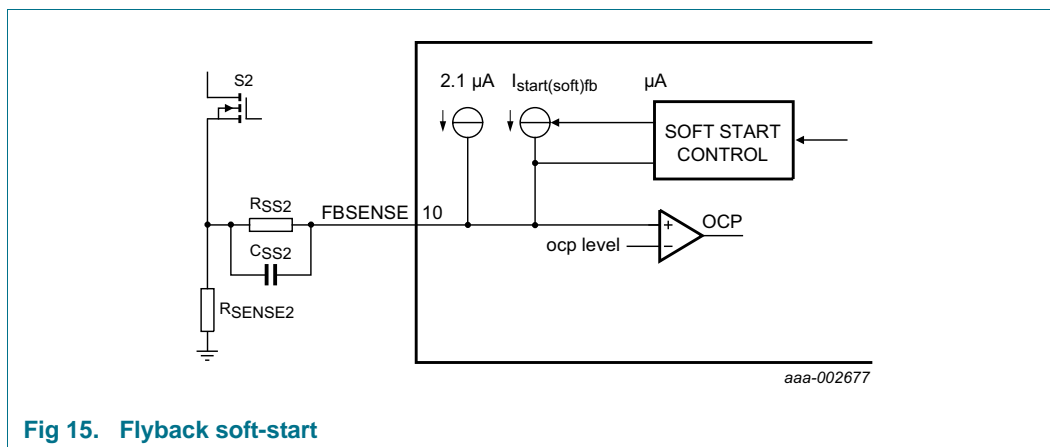 S2
2.1 μA
Istart(soft)fb
μA
SOFT START
CONTROL
RSS2
FBSENSE
10
CSS2
ocp level
+
−
OCP
RSENSE2
aaa-002677
Fig 15. Flyback soft-start